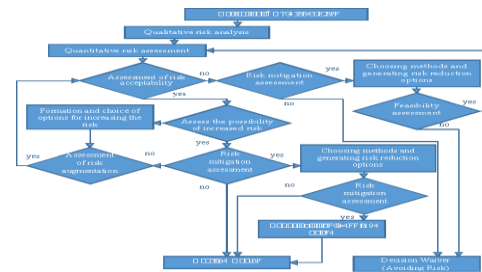 Qualitative risk analysis
Quantitative risk assessment
Assessment of risk
acceptability
no
Risk mitigation
assessment
yes
Choosing methods and
generating risk reduction
options
yes
no
Formation and choice of
options for increasing the
risk
Assess the possibility
of increased risk
Feasibility
assessment
yes
no
yes
yes
Assessment
of risk
augmentation
no
Risk
mitigation
assessment
yes
Choosing methods and
generating risk reduction
options
no
no
Risk
mitigation
assessment
yes
Decision Waiver
(Avoiding Risk)